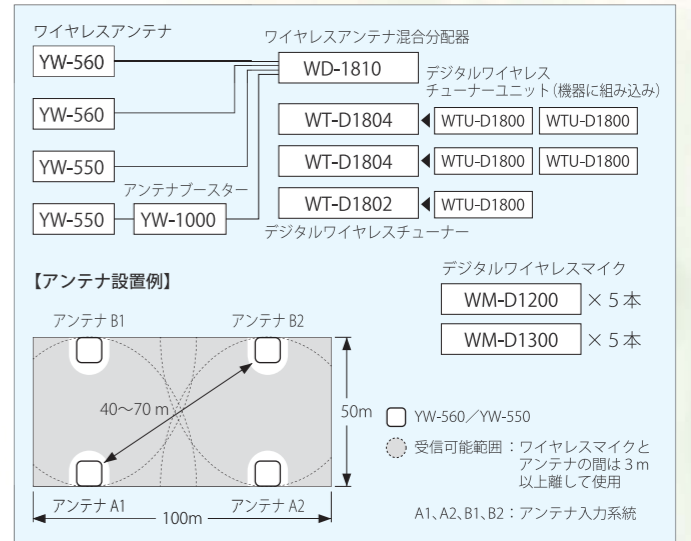 ワイヤレスアンテナ
ワイヤレスアンテナ混合分配器
YW-560
WD-1810
デジタルワイヤレス
チューナーユニット(機器に組み込み)
YW-560
WT-D1804
WTU-D1800
WTU-D1800
YW-550
WT-D1804
WTU-D1800
WTU-D1800
アンテナブースター
YW-550
YW-1000
WT-D1802
WTU-D1800
デジタルワイヤレスチューナー
デジタルワイヤレスマイク
WM-D1200 × 5 本
WM-D1300 × 5 本
【アンテナ設置例】
アンテナ B1
アンテナ B2
40〜70 m
50m
アンテナ A1
アンテナ A2
100m
YW-560/YW-550
受信可能範囲:ワイヤレスマイクと
アンテナの間は 3 m
以上離して使用
A1、A2、B1、B2:アンテナ入力系統